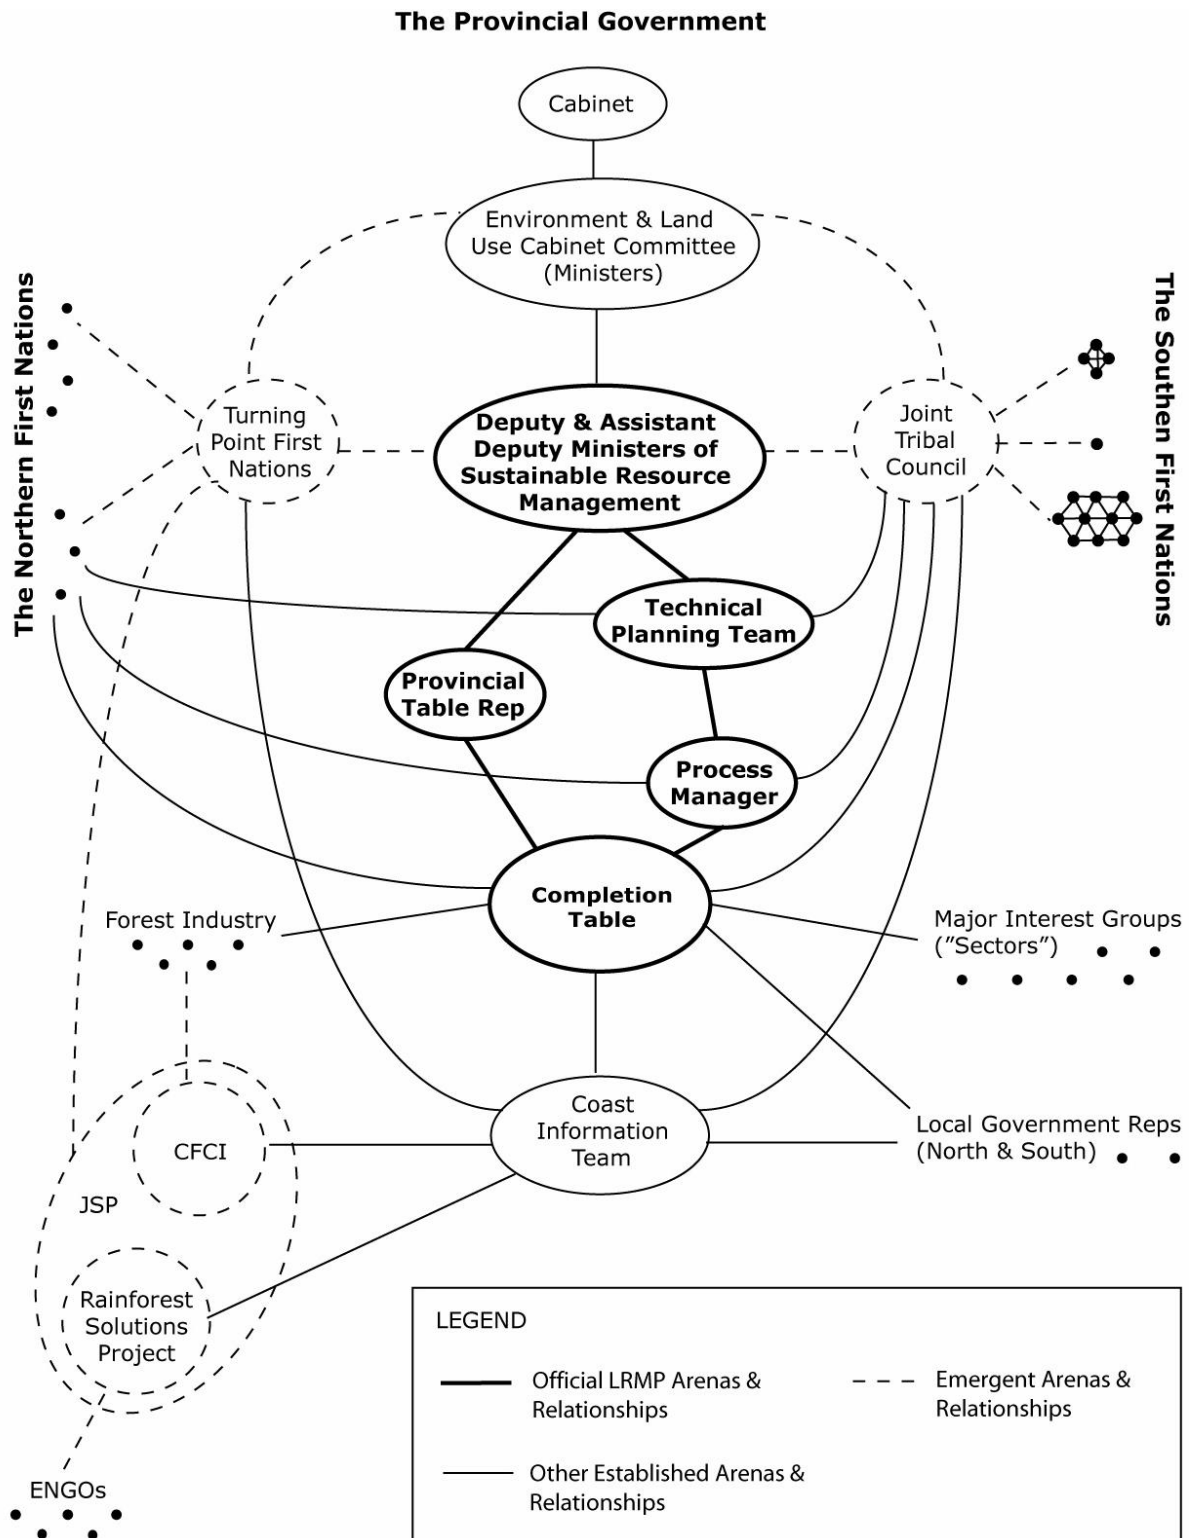 The Provincial Government
Cabinet
Environment & Land
Use Cabinet Committee
(Ministers)
The Northern First Nations
The Southen First Nations
Turning
Point First
Nations
Deputy & Assistant
Deputy Ministers of
Sustainable Resource
Management
Joint
Tribal
Council
Technical
Planning Team
Provincial
Table Rep
Process
Manager
Completion
Table
Forest Industry
Major Interest Groups
("Sectors")
Coast
Information
Team
Local Government Reps
(North & South)
CFCI
JSP
Rainforest
Solutions
Project
ENGOs
LEGEND
Official LRMP Arenas &
Relationships
Emergent Arenas &
Relationships
Other Established Arenas &
Relationships